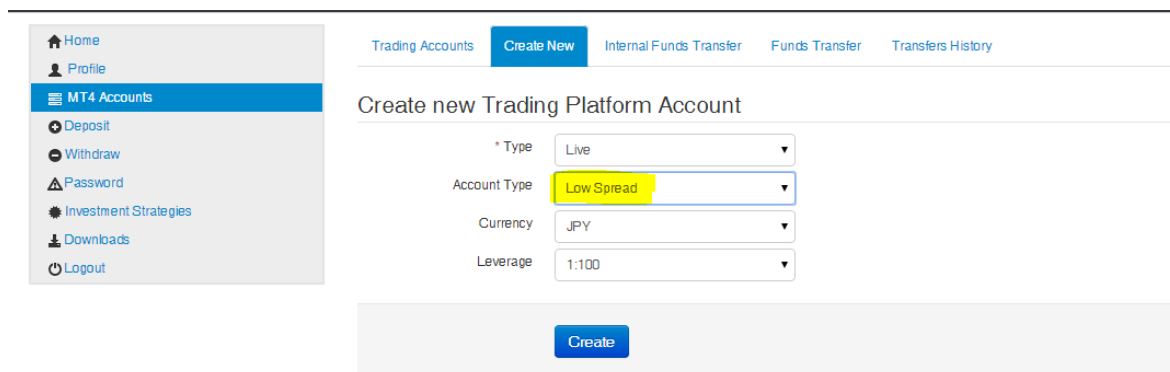 Home
Profile
MT4 Accounts
Deposit
Withdraw
Password
Investment Strategies
Downloads
Logout
Trading Accounts Create New Internal Funds Transfer Funds Transfer Transfers History
Create new Trading Platform Account
* Type Live
Account Type Low Spread
Currency JPY
Leverage 1:100
Create